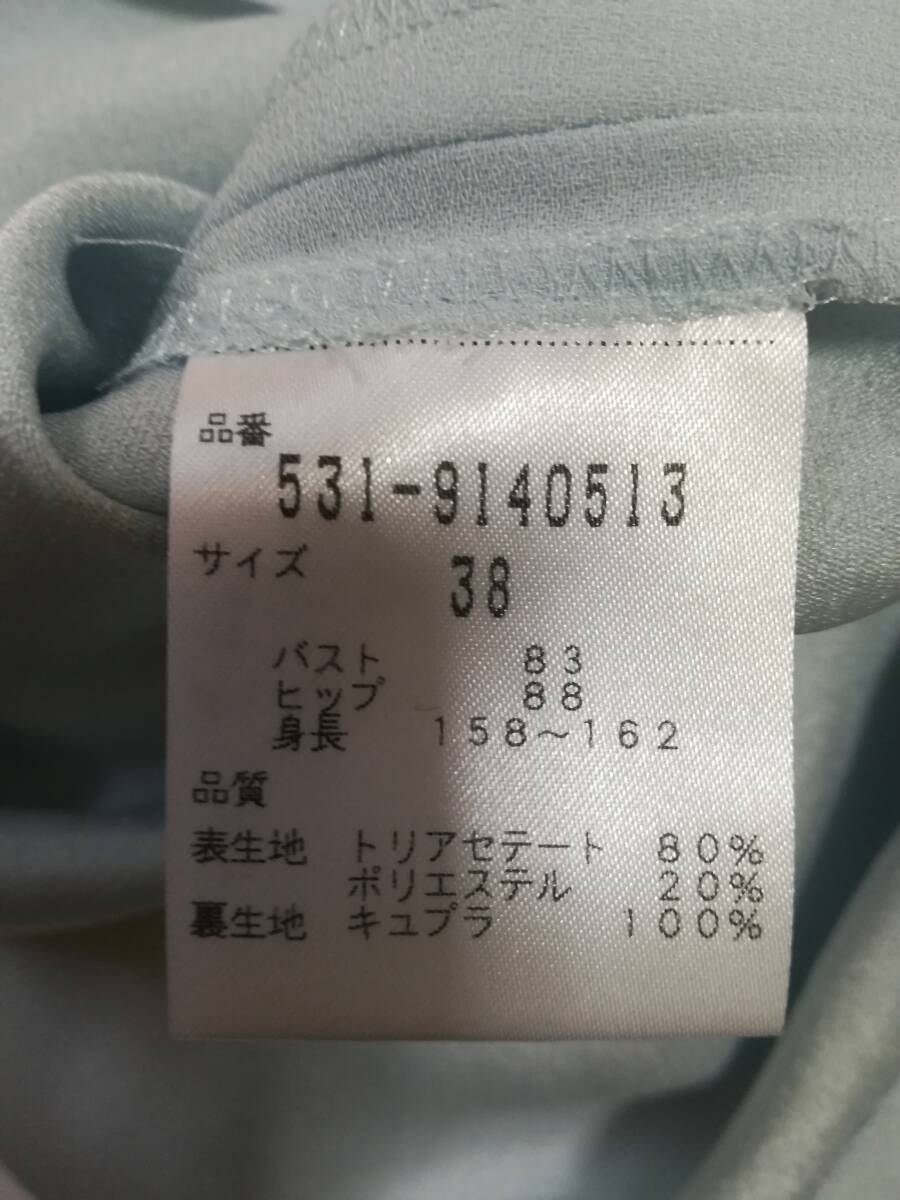 品番
531-9140513
サイズ 38
バスト 83
ヒップ 88
身長 158～162
品質
表生地 トリアセテート 80%
ポリエステル 20%
裏生地 キュプラ 100%